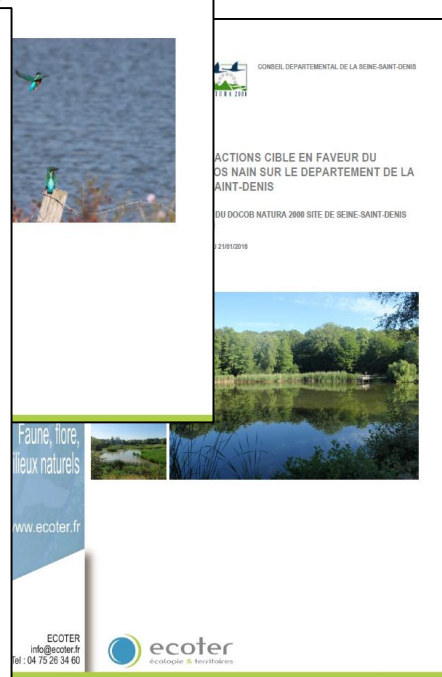 CONSEIL DEPARTEMENTAL DE LA SEINE-SAINT-DENIS
ACTIONS CIBLE EN FAVEUR DU
OS NAIN SUR LE DEPARTEMENT DE LA
AINT-DENIS
DU DOCOB NATURA 2000 SITE DE SEINE-SAINT-DENIS
21/01/2016
Faune, flore,
ilieux naturels
www.ecoter.fr
ECOTER
info@ecoter.fr
Tel : 04 75 26 34 60
ecoter
écologie & territoires